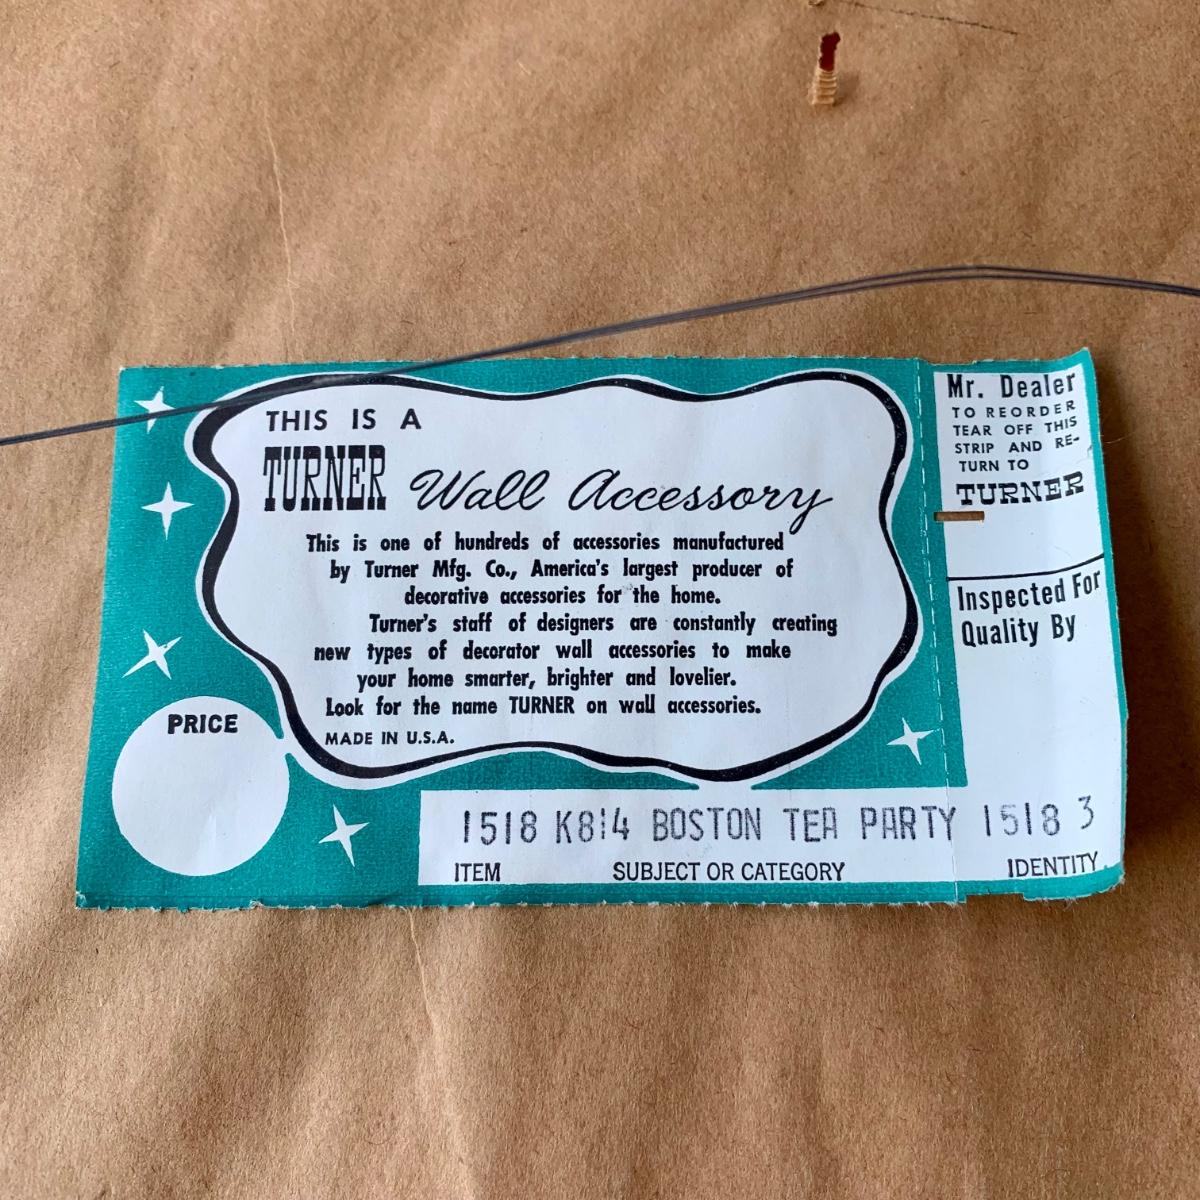 THIS IS A
TURNER Wall Accessory
This is one of hundreds of accessories manufactured
by Turner Mfg. Co., America's largest producer of
decorative accessories for the home.
Turner's staff of designers are constantly creating
new types of decorator wall accessories to make
your home smarter, brighter and lovelier.
Look for the name TURNER on wall accessories.
MADE IN U.S.A.
PRICE
1518 K814 BOSTON TEA PARTY 1518 3
ITEM SUBJECT OR CATEGORY IDENTITY
Mr. Dealer
TO REORDER
TEAR OFF THIS
STRIP AND RE-
TURN TO
TURNER
Inspected For
Quality By